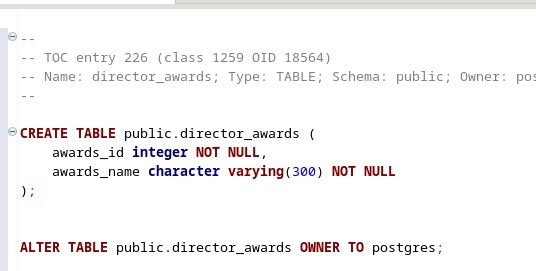 --
-- TOC entry 226 (class 1259 OID 18564)
-- Name: director_awards; Type: TABLE; Schema: public; Owner: pos
--
CREATE TABLE public.director_awards (
    awards_id integer NOT NULL,
    awards_name character varying(300) NOT NULL
);
ALTER TABLE public.director_awards OWNER TO postgres;